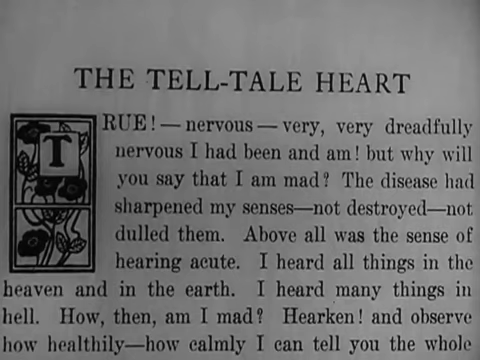 THE TELL-TALE HEART
TRUE! — nervous — very, very dreadfully
nervous I had been and am! but why will
you say that I am mad? The disease had
sharpened my senses—not destroyed—not
dulled them. Above all was the sense of
hearing acute. I heard all things in the
heaven and in the earth. I heard many things in
hell. How, then, am I mad? Hearken! and observe
how healthily—how calmly I can tell you the whole